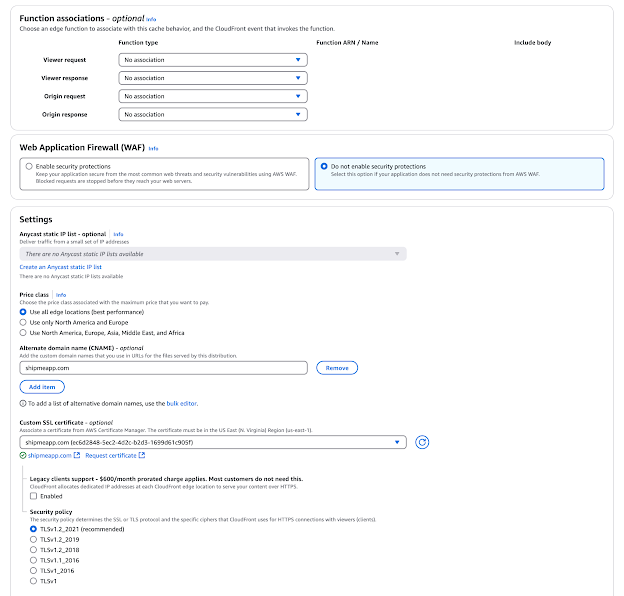 Function associations - optional Info
Choose an edge function to associate with this cache behavior, and the CloudFront event that invokes the function.
Function type Function ARN / Name Include body
Viewer request No association
Viewer response No association
Origin request No association
Origin response No association
Web Application Firewall (WAF) Info
Enable security protections
Keep your application secure from the most common web threats and security vulnerabilities using AWS WAF.
Blocked requests are stopped before they reach your web servers.
Do not enable security protections
Select this option if your application does not need security protections from AWS WAF.
Settings
Anycast static IP list - optional Info
Deliver traffic from a small set of IP addresses
There are no Anycast static IP lists available
Create an Anycast static IP list
There are no Anycast static IP lists available
Price class Info
Choose the price class associated with the maximum price that you want to pay.
Use all edge locations (best performance)
Use only North America and Europe
Use North America, Europe, Asia, Middle East, and Africa
Alternate domain name (CNAME) - optional
Add the custom domain names that you use in URLs for the files served by this distribution.
shipmeapp.com Remove
Add item
To add a list of alternative domain names, use the bulk editor.
Custom SSL certificate - optional
Associate a certificate from AWS Certificate Manager. The certificate must be in the US East (N. Virginia) Region (us-east-1).
shipmeapp.com (ec6d2848-5ec2-4d2c-b2d3-1699d61c905f)
shipmeapp.com Request certificate
Legacy clients support - $600/month prorated charge applies. Most customers do not need this.
CloudFront allocates dedicated IP addresses at each CloudFront edge location to serve your content over HTTPS.
Enabled
Security policy
The security policy determines the SSL or TLS protocol and the specific ciphers that CloudFront uses for HTTPS connections with viewers (clients).
TLSv1.2_2021 (recommended)
TLSv1.2_2019
TLSv1.2_2018
TLSv1.1_2016
TLSv1_2016
TLSv1